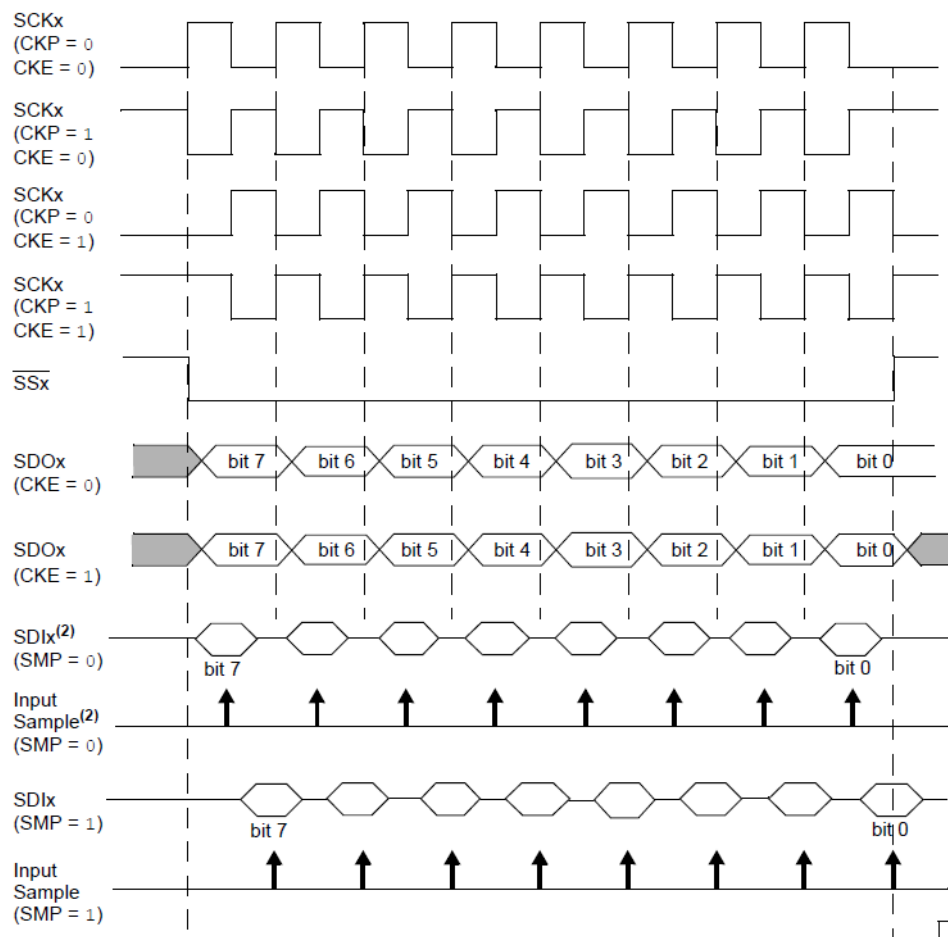 SCKx
(CKP = 0
CKE = 0)
SCKx
(CKP = 1
CKE = 0)
SCKx
(CKP = 0
CKE = 1)
SCKx
(CKP = 1
CKE = 1)
SSx
SDOx
(CKE = 0)
bit 7 bit 6 bit 5 bit 4 bit 3 bit 2 bit 1 bit 0
SDOx
(CKE = 1)
bit 7 bit 6 bit 5 bit 4 bit 3 bit 2 bit 1 bit 0
SDIx(2)
(SMP = 0)
bit 7 bit 0
Input
Sample(2)
(SMP = 0)
SDIx
(SMP = 1)
bit 7 bit 0
Input
Sample
(SMP = 1)